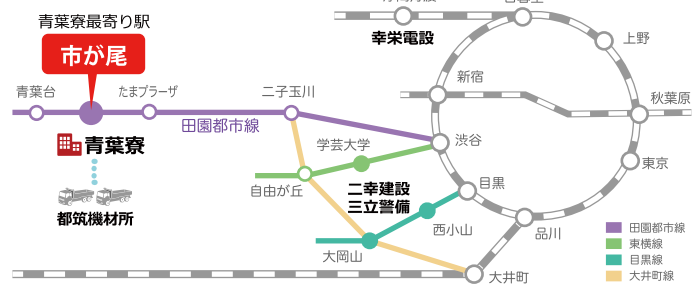 青葉寮最寄り駅
市が尾
青葉台
たまプラーザ
二子玉川
田園都市線
青葉寮
都筑機材所
幸栄電設
上野
新宿
秋葉原
学芸大学
渋谷
東京
自由が丘
二幸建設
三立警備
目黒
西小山
品川
大岡山
大井町
田園都市線
東横線
目黒線
大井町線